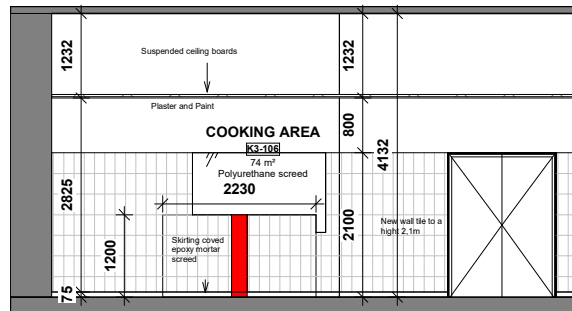 1232
Suspended ceiling boards
1232
Plaster and Paint
COOKING AREA
K3-106
74 m²
Polyurethane screed
2230
800
4132
2825
2100
1200
75
Skirting coved
epoxy mortar
screed
New wall tile to a
hight 2,1m